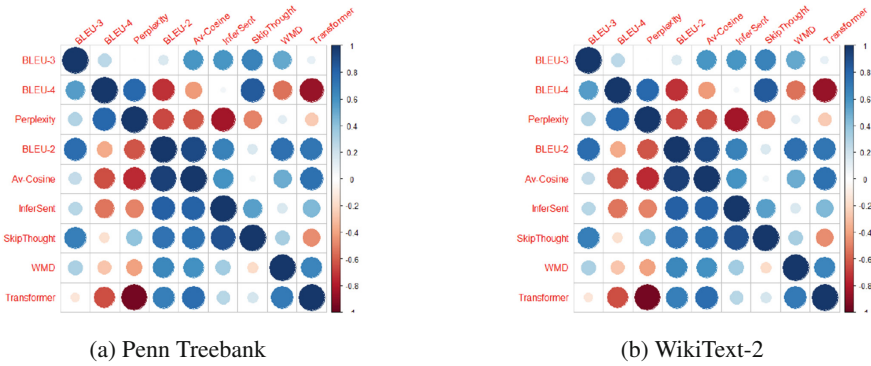 BLEU-3 BLEU-4 Perplexity BLEU-2 Av-Cosine InferSent SkipThought WMD Transformer
BLEU-3
BLEU-4
Perplexity
BLEU-2
Av-Cosine
InferSent
SkipThought
WMD
Transformer
1
0.8
0.6
0.4
0.2
0
-0.2
-0.4
-0.6
-0.8
-1
(a) Penn Treebank
BLEU-3 BLEU-4 Perplexity BLEU-2 Av-Cosine InferSent SkipThought WMD Transformer
BLEU-3
BLEU-4
Perplexity
BLEU-2
Av-Cosine
InferSent
SkipThought
WMD
Transformer
1
0.8
0.6
0.4
0.2
0
-0.2
-0.4
-0.6
-0.8
-1
(b) WikiText-2